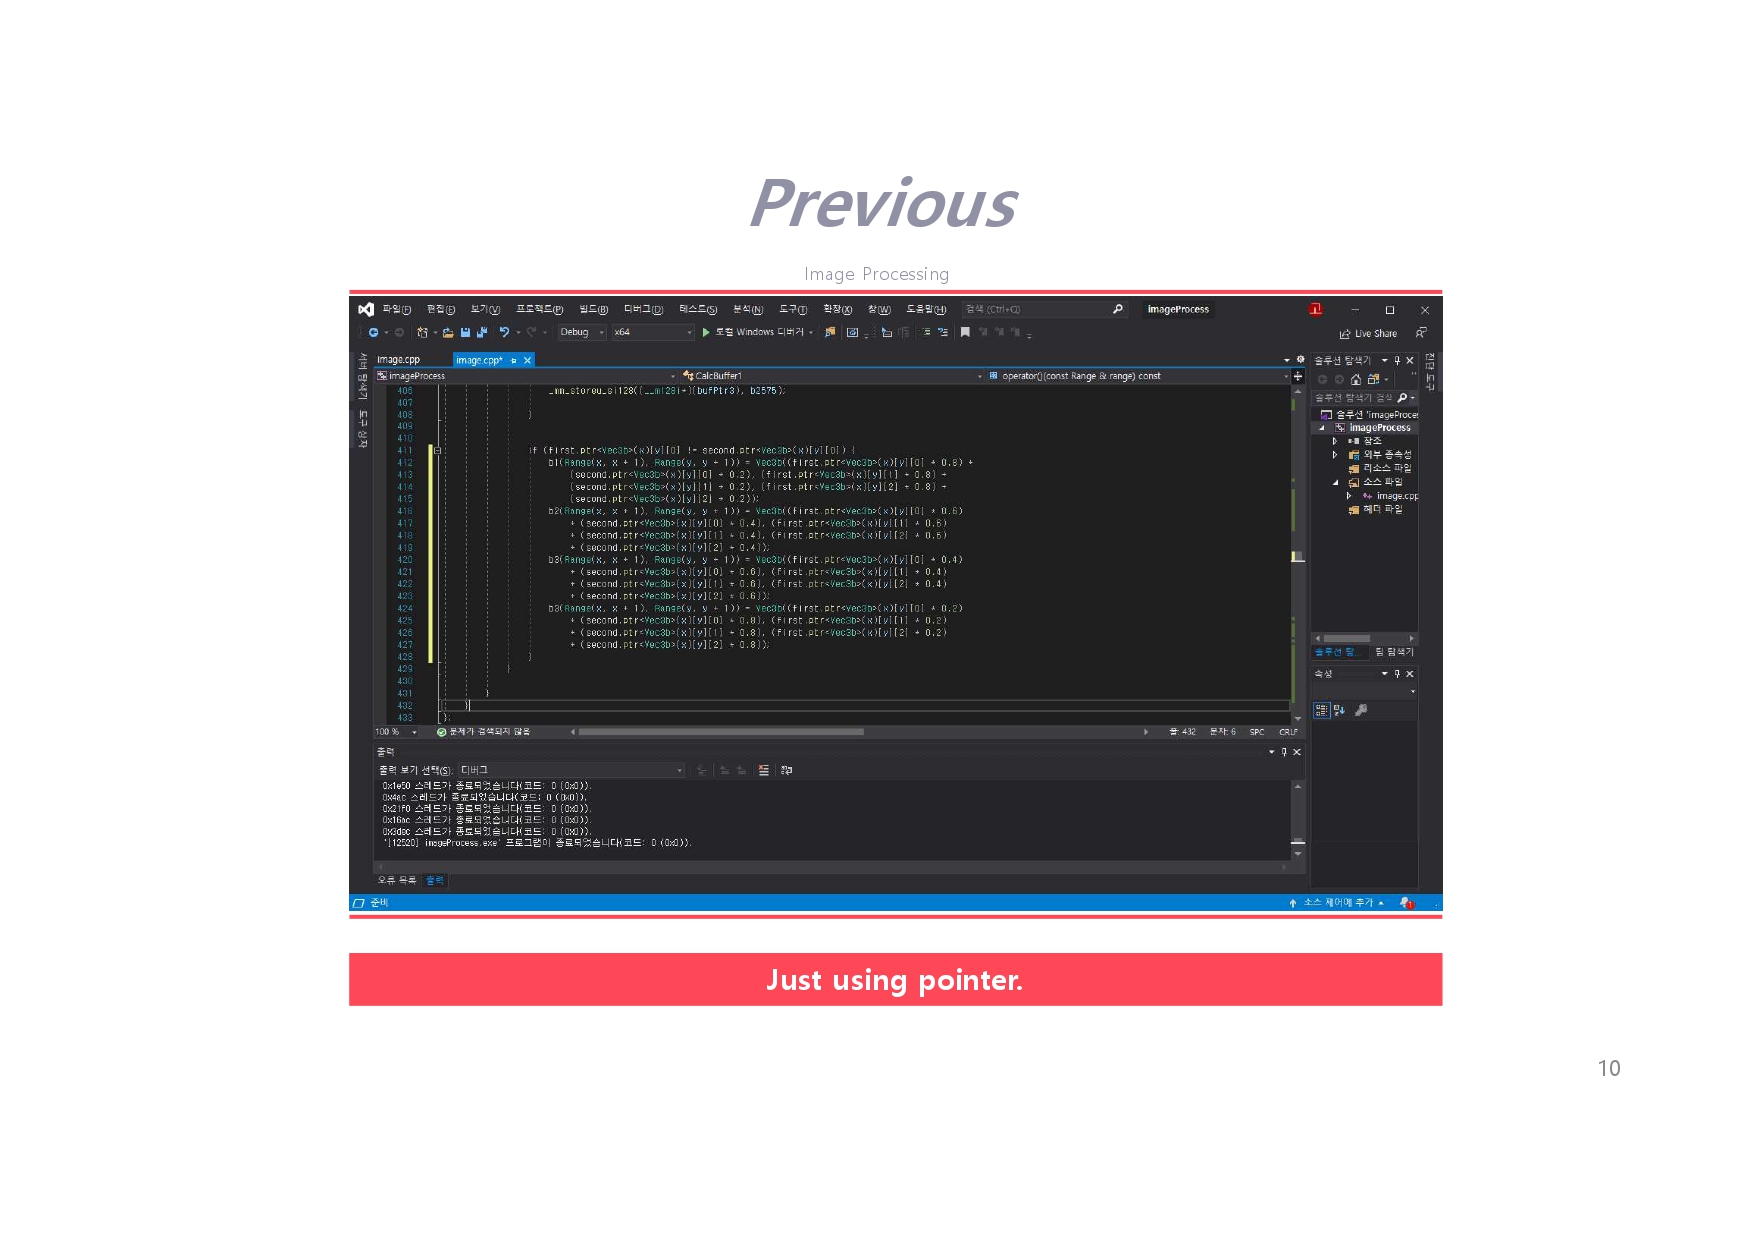 Previous
Image Processing
파일(F) 편집(E) 보기(V) 프로젝트(P) 빌드(B) 디버그(D) 테스트(S) 분석(N) 도구(T) 확장(X) 창(W) 도움말(H) 검색 (Ctrl+Q) imageProcess
Debug x64 로컬 Windows 디버거 Live Share
서버 탐색기 도구 상자
image.cpp image.cpp*
imageProcess CalcBuffer1 operator()(const Range & range) const
406 _mm_storeu_si128((__m128i*)(bufPtr3), b2575);
407
408 }
409
410
411 if (first.ptr<Vec3b>(x)[y][0] != second.ptr<Vec3b>(x)[y][0]) {
412 b1(Range(x, x + 1), Range(y, y + 1)) = Vec3b((first.ptr<Vec3b>(x)[y][0] * 0.8) +
413 (second.ptr<Vec3b>(x)[y][0] * 0.2), (first.ptr<Vec3b>(x)[y][1] * 0.8) +
414 (second.ptr<Vec3b>(x)[y][1] * 0.2), (first.ptr<Vec3b>(x)[y][2] * 0.8) +
415 (second.ptr<Vec3b>(x)[y][2] * 0.2));
416 b2(Range(x, x + 1), Range(y, y + 1)) = Vec3b((first.ptr<Vec3b>(x)[y][0] * 0.6)
417 + (second.ptr<Vec3b>(x)[y][0] * 0.4), (first.ptr<Vec3b>(x)[y][1] * 0.6)
418 + (second.ptr<Vec3b>(x)[y][1] * 0.4), (first.ptr<Vec3b>(x)[y][2] * 0.6)
419 + (second.ptr<Vec3b>(x)[y][2] * 0.4));
420 b3(Range(x, x + 1), Range(y, y + 1)) = Vec3b((first.ptr<Vec3b>(x)[y][0] * 0.4)
421 + (second.ptr<Vec3b>(x)[y][0] * 0.6), (first.ptr<Vec3b>(x)[y][1] * 0.4)
422 + (second.ptr<Vec3b>(x)[y][1] * 0.6), (first.ptr<Vec3b>(x)[y][2] * 0.4)
423 + (second.ptr<Vec3b>(x)[y][2] * 0.6));
424 b3(Range(x, x + 1), Range(y, y + 1)) = Vec3b((first.ptr<Vec3b>(x)[y][0] * 0.2)
425 + (second.ptr<Vec3b>(x)[y][0] * 0.8), (first.ptr<Vec3b>(x)[y][1] * 0.2)
426 + (second.ptr<Vec3b>(x)[y][1] * 0.8), (first.ptr<Vec3b>(x)[y][2] * 0.2)
427 + (second.ptr<Vec3b>(x)[y][2] * 0.8));
428 }
429 }
430
431 }
432 }
433 };
100 % 문제가 검색되지 않음 줄: 432 문자: 6 SPC CRLF
솔루션 탐색기
솔루션 탐색기 검색
솔루션 'imageProces
imageProcess
참조
외부 종속성
리소스 파일
소스 파일
image.cpp
헤더 파일
솔루션 탐... 팀 탐색기
속성
진단 도구
출력
출력 보기 선택(S): 디버그
0x1e50 스레드가 종료되었습니다(코드: 0 (0x0)).
0x4ac 스레드가 종료되었습니다(코드: 0 (0x0)).
0x21f0 스레드가 종료되었습니다(코드: 0 (0x0)).
0x16ac 스레드가 종료되었습니다(코드: 0 (0x0)).
0x3dec 스레드가 종료되었습니다(코드: 0 (0x0)).
'[12520] imageProcess.exe' 프로그램이 종료되었습니다(코드: 0 (0x0)).
오류 목록 출력
준비 소스 제어에 추가 1
Just using pointer.
10